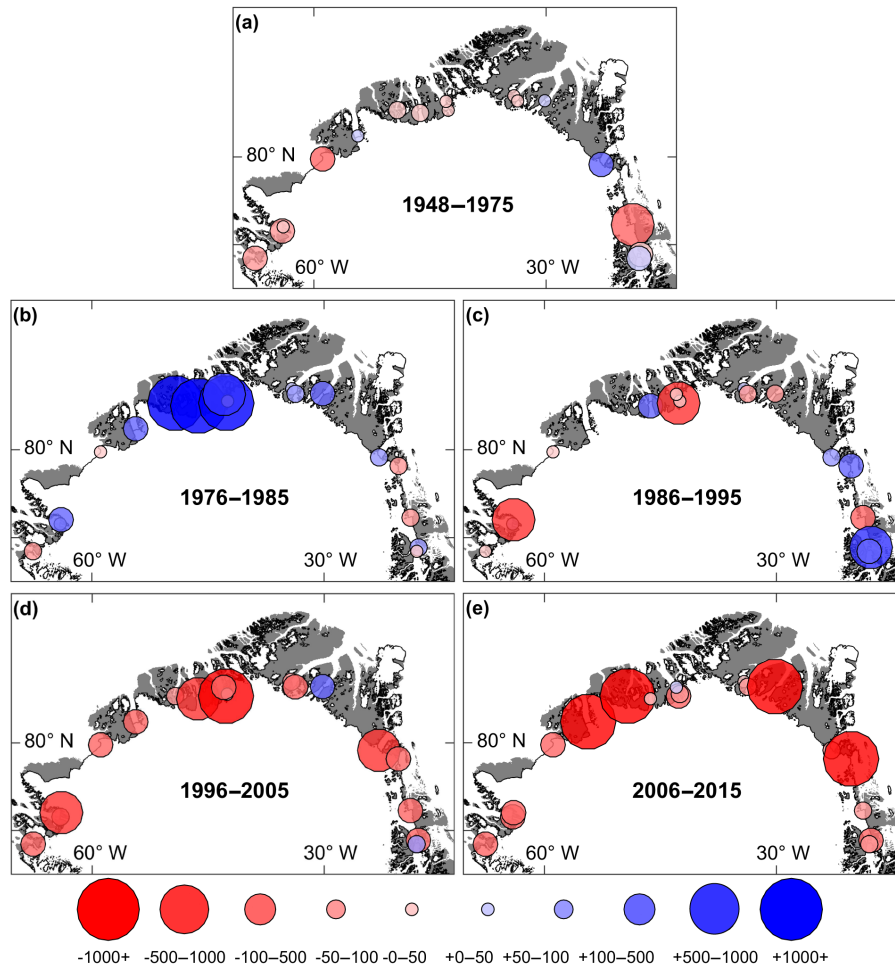 (a)
80° N
1948–1975
60° W
30° W
(b)
(c)
80° N
80° N
1976–1985
1986–1995
60° W
30° W
60° W
30° W
(d)
(e)
80° N
80° N
1996–2005
2006–2015
60° W
30° W
60° W
30° W
-1000+ -500–1000 -100–500 -50–100 -0–50 +0–50 +50–100 +100–500 +500–1000 +1000+